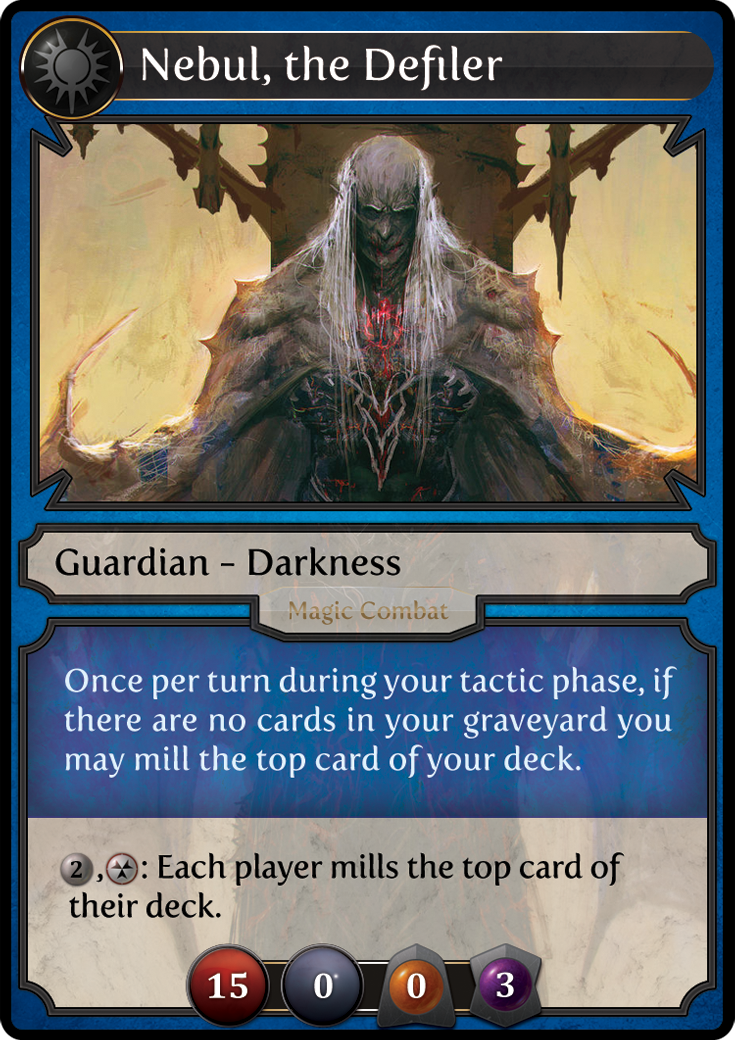 Nebul, the Defiler
Guardian – Darkness
Magic Combat
Once per turn during your tactic phase, if
there are no cards in your graveyard you
may mill the top card of your deck.
2,: Each player mills the top card of
their deck.
15 0* 0 3